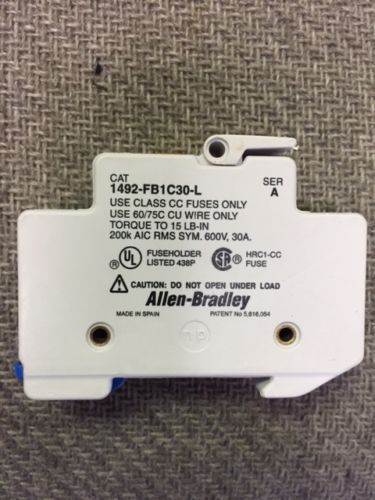 CAT
1492-FB1C30-L
SER
A
USE CLASS CC FUSES ONLY
USE 60/75C CU WIRE ONLY
TORQUE TO 15 LB-IN
200k AIC RMS SYM. 600V, 30A.
UL
FUSEHOLDER
LISTED 438P
HRC1-CC
FUSE
CAUTION: DO NOT OPEN UNDER LOAD
Allen-Bradley
MADE IN SPAIN
PATENT No 5,816,054